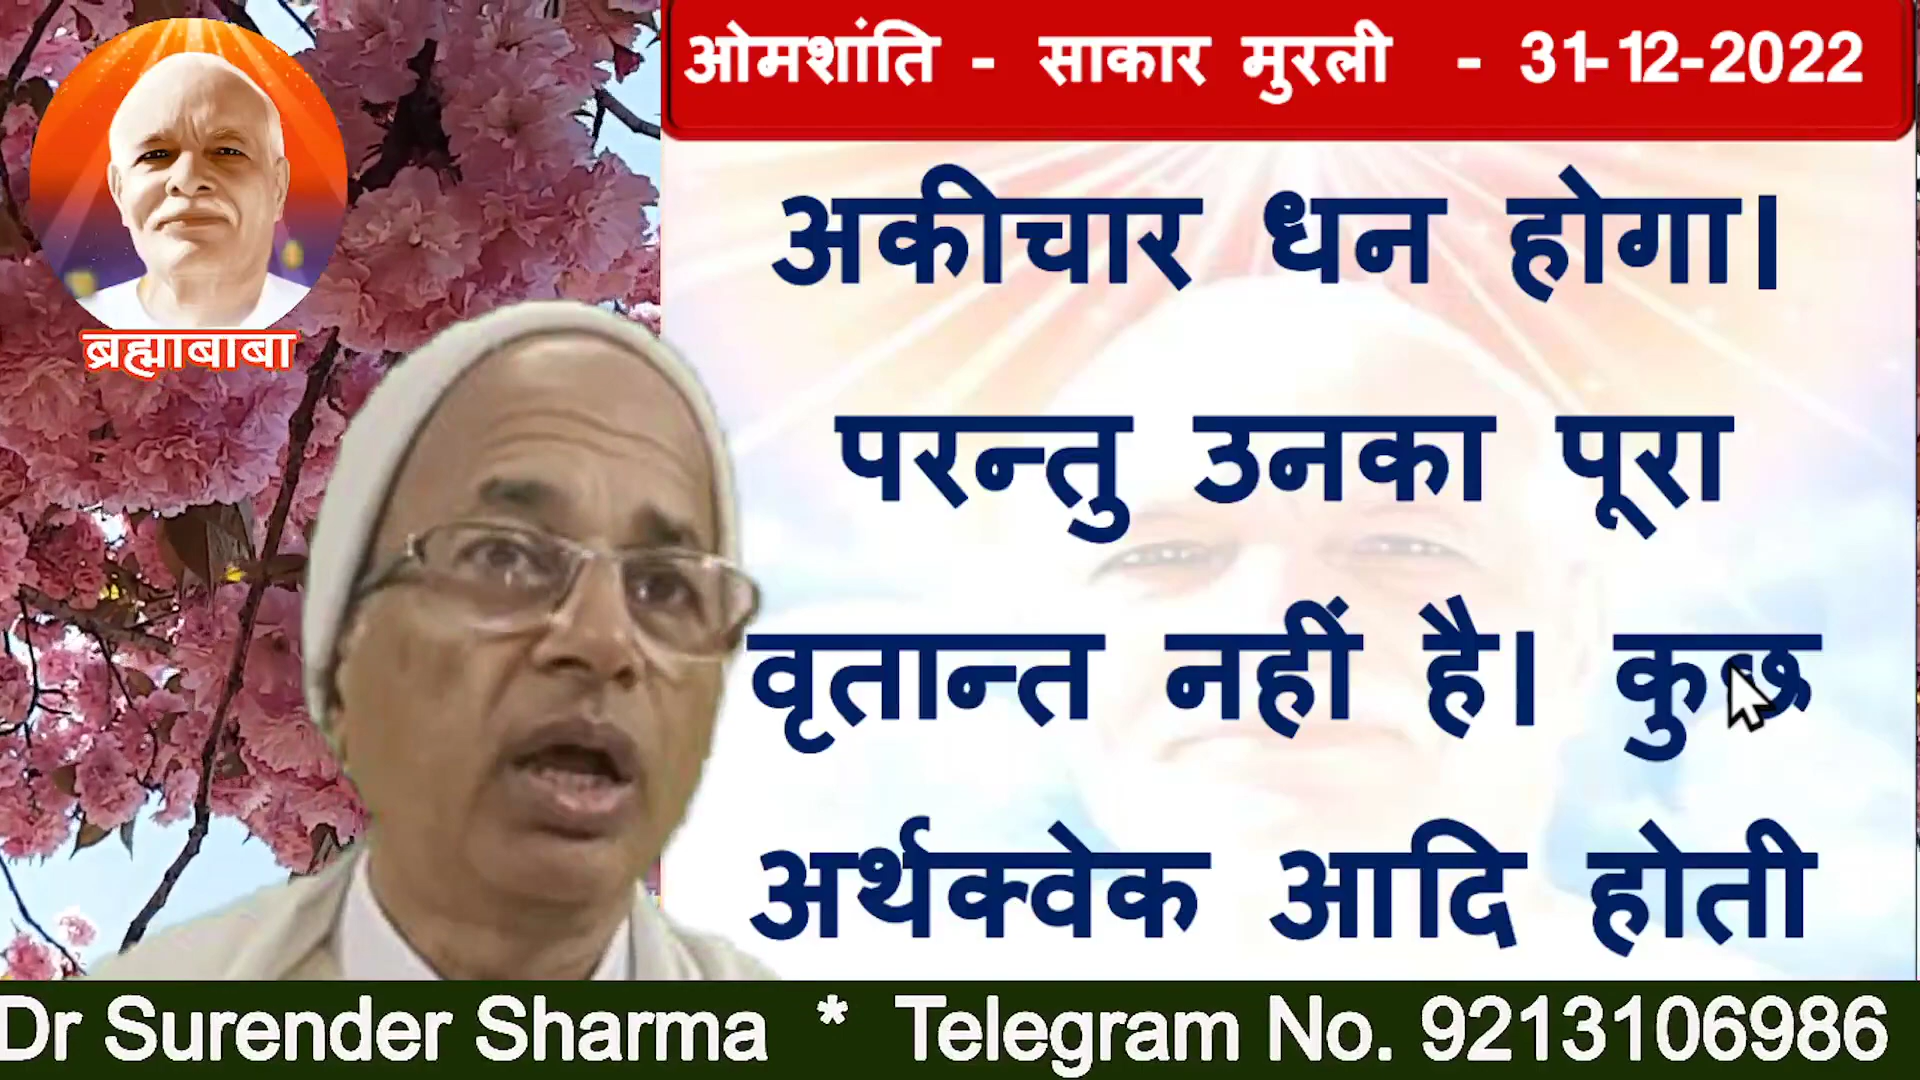 ओमशांति - साकार मुरली - 31-12-2022
ब्रह्माबाबा
अकीचार धन होगा।
परन्तु उनका पूरा
वृतान्त नहीं है। कुछ
अर्थक्वेक आदि होती
Dr Surender Sharma * Telegram No. 9213106986